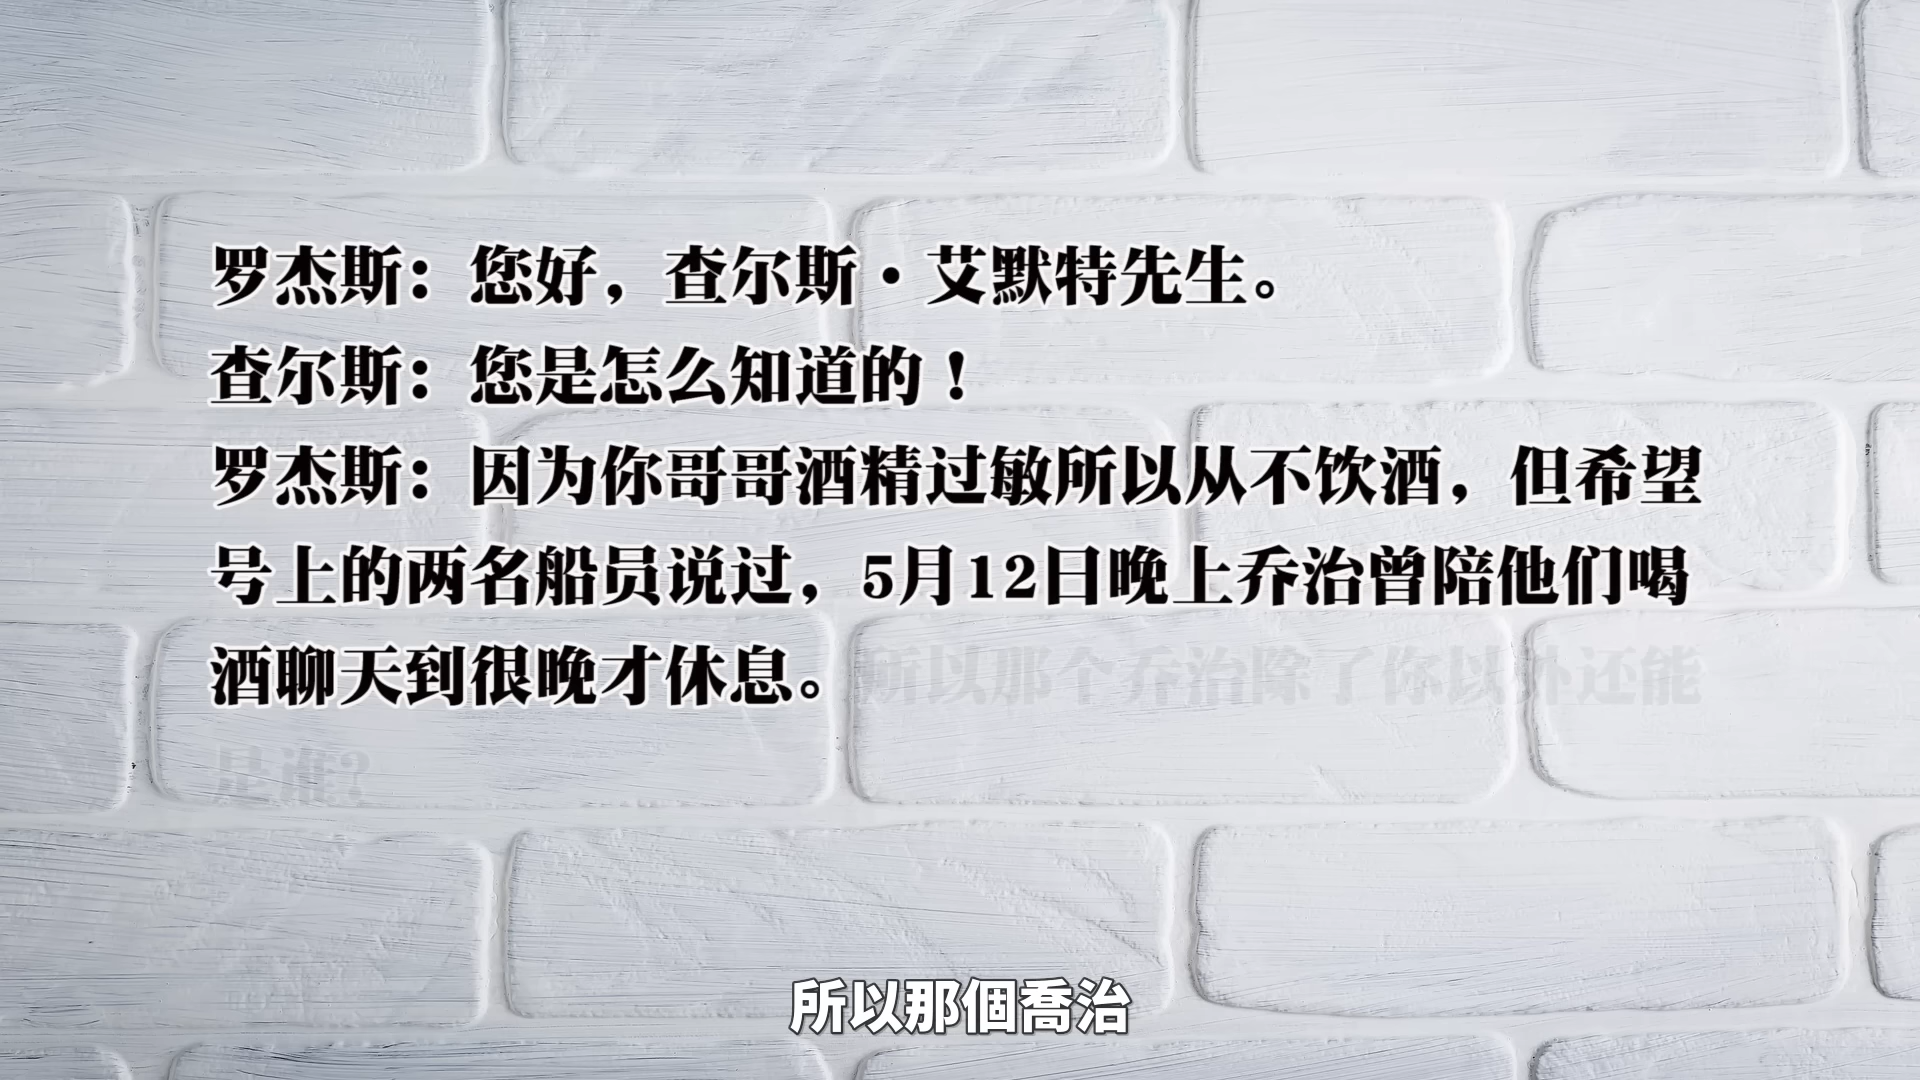 罗杰斯：您好，查尔斯·艾默特先生。
查尔斯：您是怎么知道的！
罗杰斯：因为你哥哥酒精过敏所以从不饮酒，但希望
号上的两名船员说过，5月12日晚上乔治曾陪他们喝
酒聊天到很晚才休息。所以那个乔治除了你以外还能
是谁？
所以那個喬治